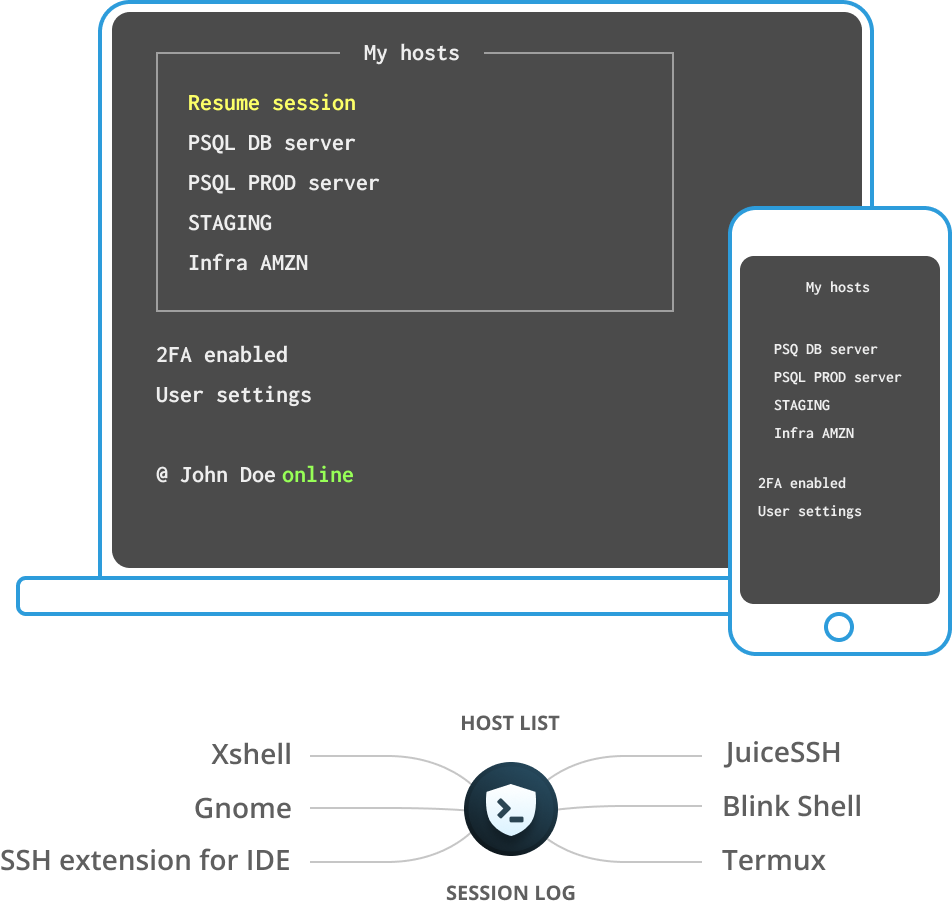 My hosts
Resume session
PSQL DB server
PSQL PROD server
STAGING
Infra AMZN
2FA enabled
User settings
@ John Doe online
My hosts
PSQ DB server
PSQL PROD server
STAGING
Infra AMZN
2FA enabled
User settings
HOST LIST
Xshell
JuiceSSH
Gnome
Blink Shell
SSH extension for IDE
Termux
SESSION LOG